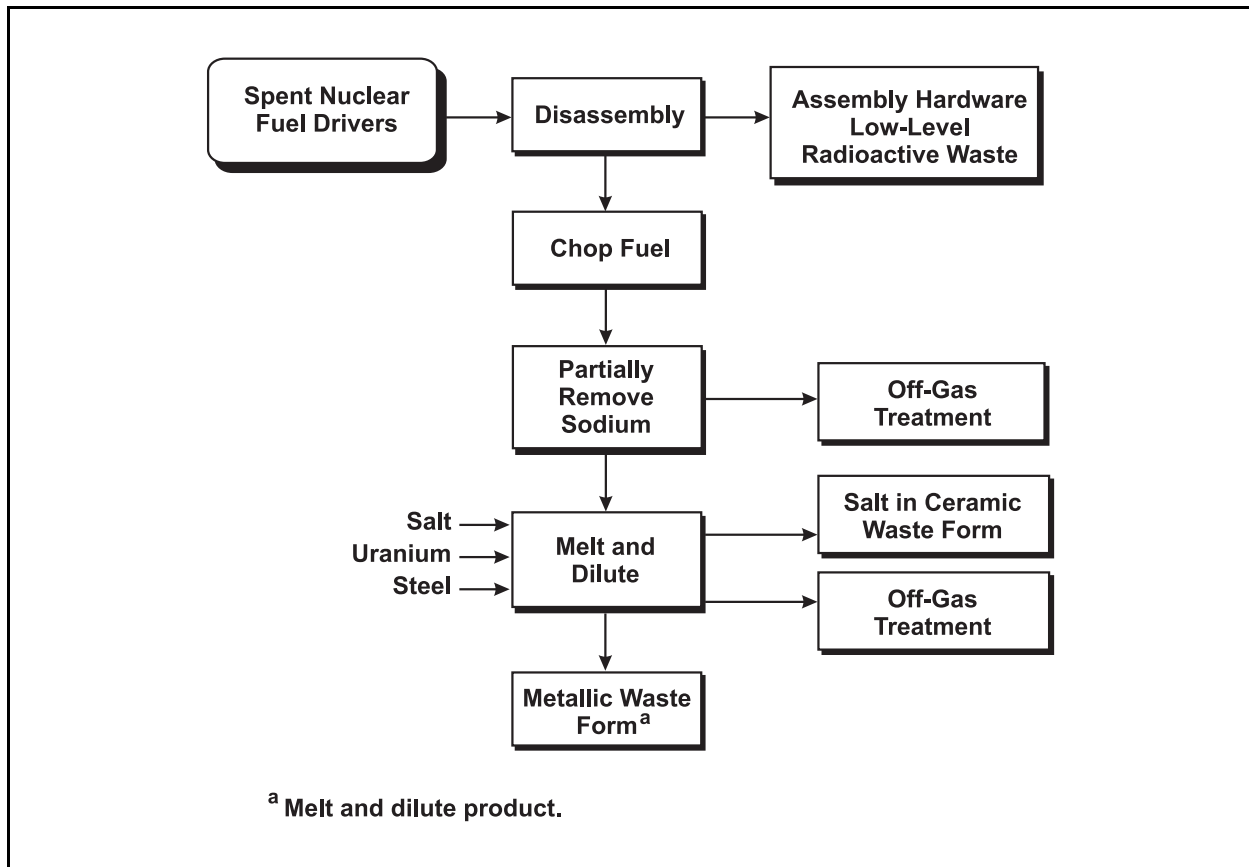 Spent Nuclear
Fuel Drivers
Disassembly
Assembly Hardware
Low-Level
Radioactive Waste
Chop Fuel
Partially
Remove
Sodium
Off-Gas
Treatment
Salt
Uranium
Steel
Melt and
Dilute
Salt in Ceramic
Waste Form
Off-Gas
Treatment
Metallic Waste
Form^a
^a Melt and dilute product.